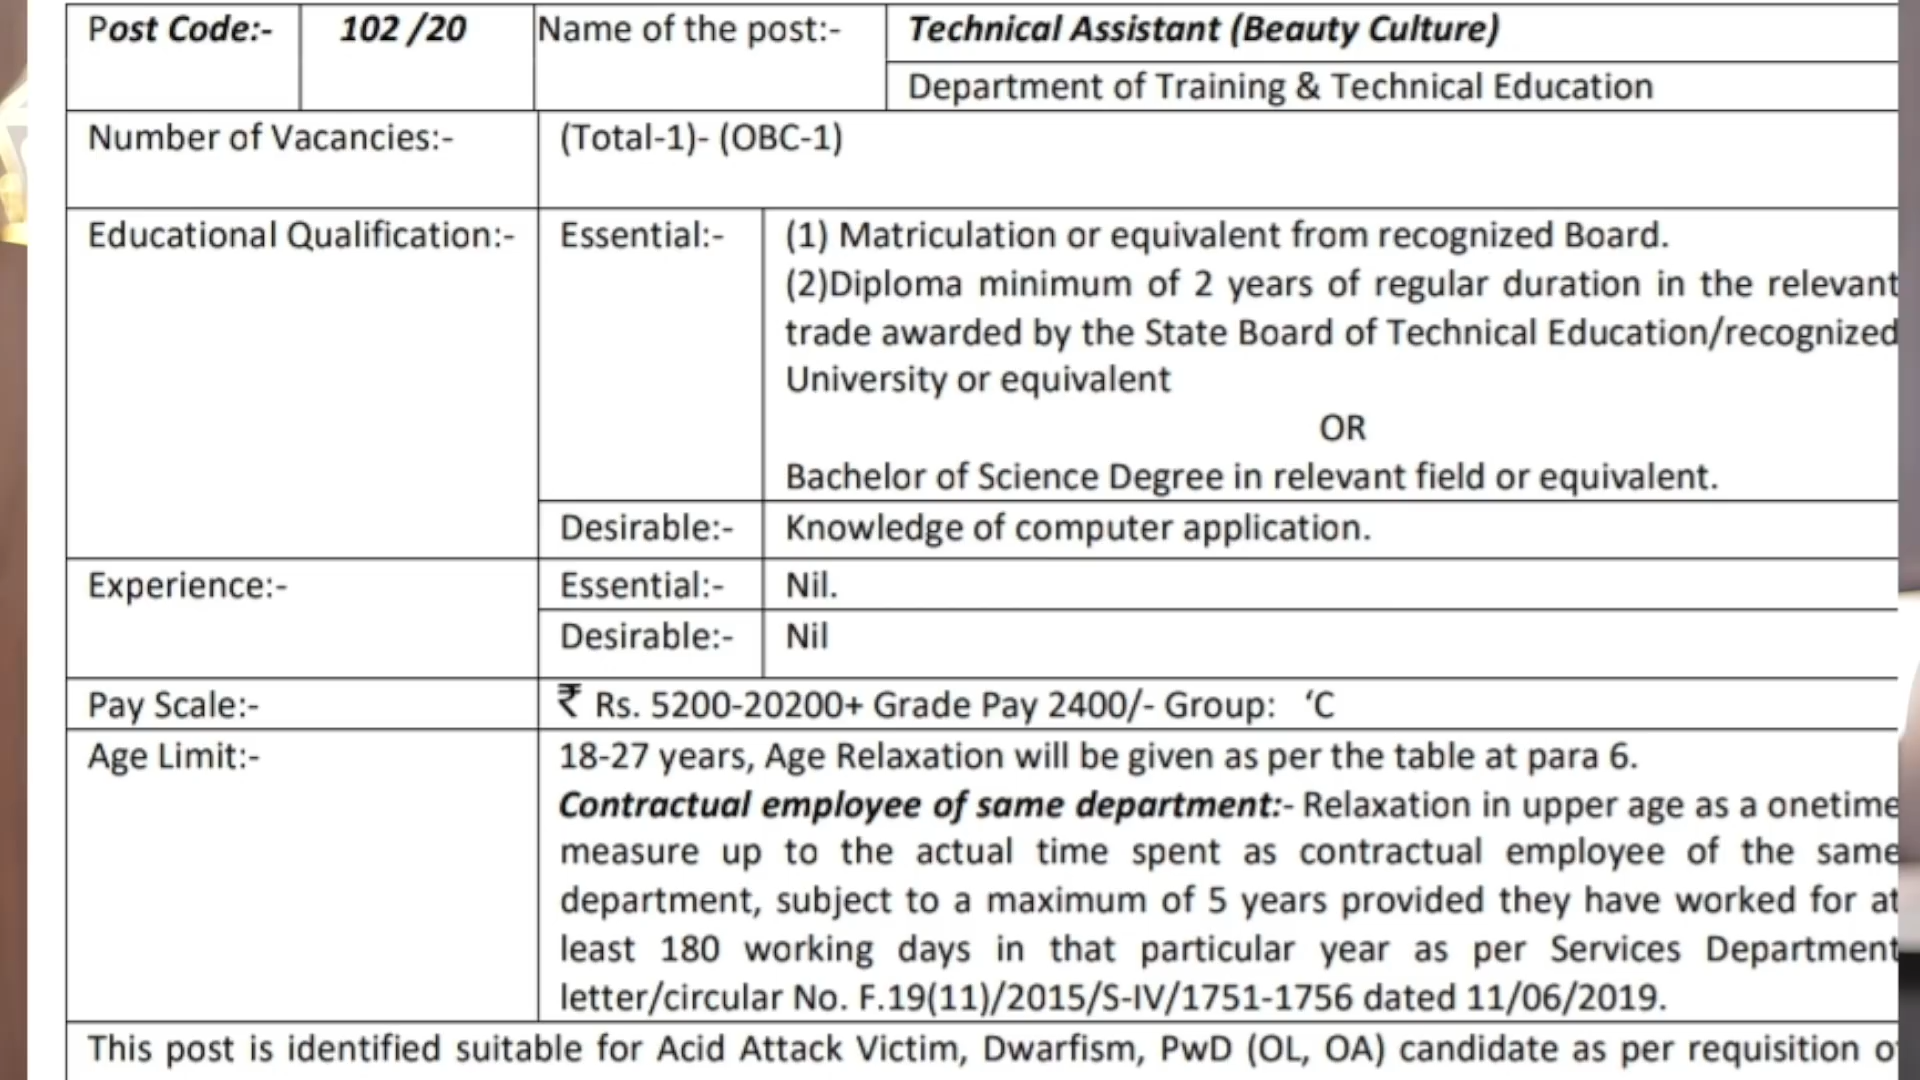 Post Code:- 102 /20 Name of the post:- Technical Assistant (Beauty Culture)
Department of Training & Technical Education
Number of Vacancies:- (Total-1)- (OBC-1)
Educational Qualification:- Essential:- (1) Matriculation or equivalent from recognized Board.
(2)Diploma minimum of 2 years of regular duration in the relevant
trade awarded by the State Board of Technical Education/recognized
University or equivalent
OR
Bachelor of Science Degree in relevant field or equivalent.
Desirable:- Knowledge of computer application.
Experience:- Essential:- Nil.
Desirable:- Nil
Pay Scale:- ₹ Rs. 5200-20200+ Grade Pay 2400/- Group: ‘C
Age Limit:- 18-27 years, Age Relaxation will be given as per the table at para 6.
Contractual employee of same department:- Relaxation in upper age as a onetime
measure up to the actual time spent as contractual employee of the same
department, subject to a maximum of 5 years provided they have worked for at
least 180 working days in that particular year as per Services Department
letter/circular No. F.19(11)/2015/S-IV/1751-1756 dated 11/06/2019.
This post is identified suitable for Acid Attack Victim, Dwarfism, PwD (OL, OA) candidate as per requisition